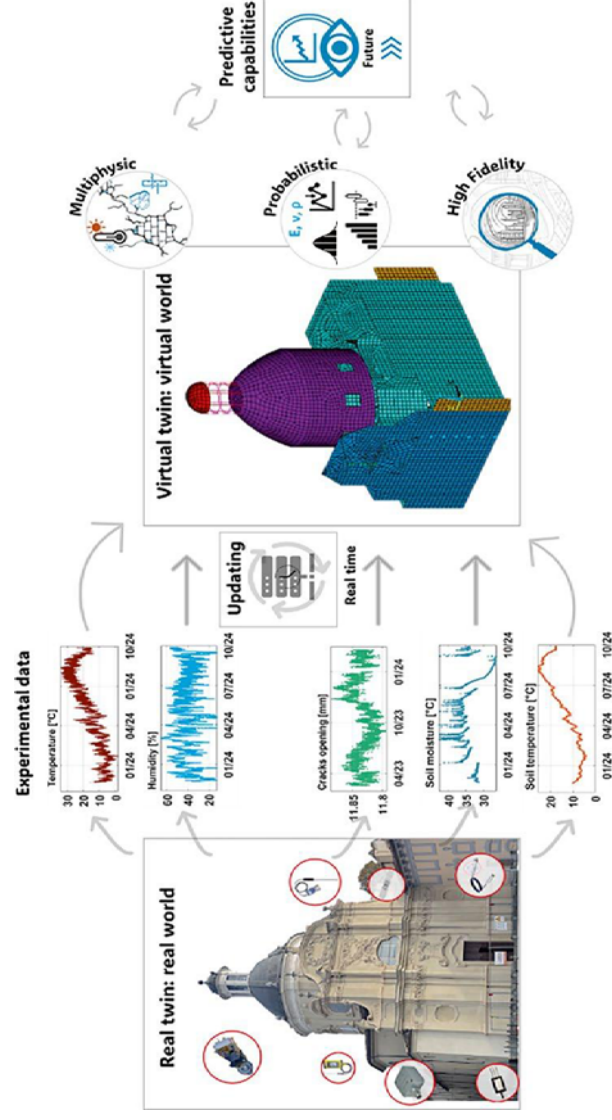 Real twin: real world
Experimental data
Temperature [°C]
30
20
10
0
01/24 04/24 01/24 10/24
Humidity [%]
60
40
20
01/24 04/24 07/24 10/24
Cracks opening [mm]
11.85
11.8
04/23 10/23 01/24
Soil moisture [°C]
40
35
30
01/24 04/24 07/24 10/24
Soil temperature [°C]
20
10
0
01/24 04/24 07/24 10/24
Updating
Real time
Virtual twin: virtual world
Multiphysic
Probabilistic
E, ν, ρ
High Fidelity
Predictive
capabilities
Future